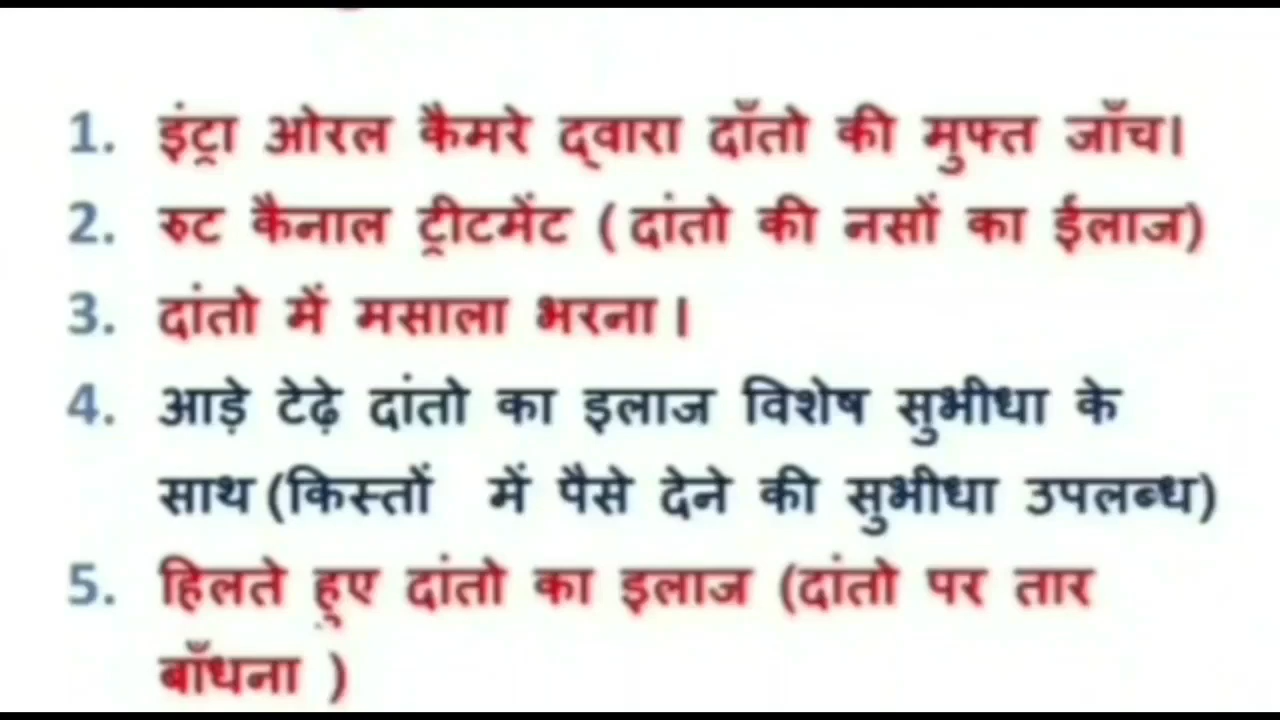 1. इंट्रा ओरल कैमरे द्वारा दाँतो की मुफ्त जाँच।
2. रुट कैनाल ट्रीटमेंट ( दांतो की नसों का ईलाज)
3. दांतो में मसाला भरना।
4. आड़े टेढ़े दांतो का इलाज विशेष सुभीधा के
साथ (किस्तों में पैसे देने की सुभीधा उपलब्ध)
5. हिलते हुए दांतो का इलाज (दांतो पर तार
बाँधना )